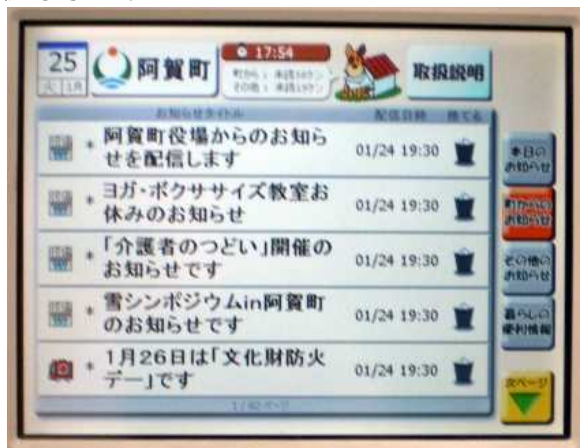 25
火 1月
阿賀町
17:54
取扱説明
お知らせタイトル
配信日時
捨てる
* 阿賀町役場からのお知ら
せを配信します
01/24 19:30
* ヨガ・ボクササイズ教室お
休みのお知らせ
01/24 19:30
* 「介護者のつどい」開催の
お知らせです
01/24 19:30
* 雪シンポジウムin阿賀町
のお知らせです
01/24 19:30
* 1月26日は「文化財防火
デー」です
01/24 19:30
本日の
お知らせ
町からの
お知らせ
その他の
お知らせ
暮らしの
便利情報
次ページ